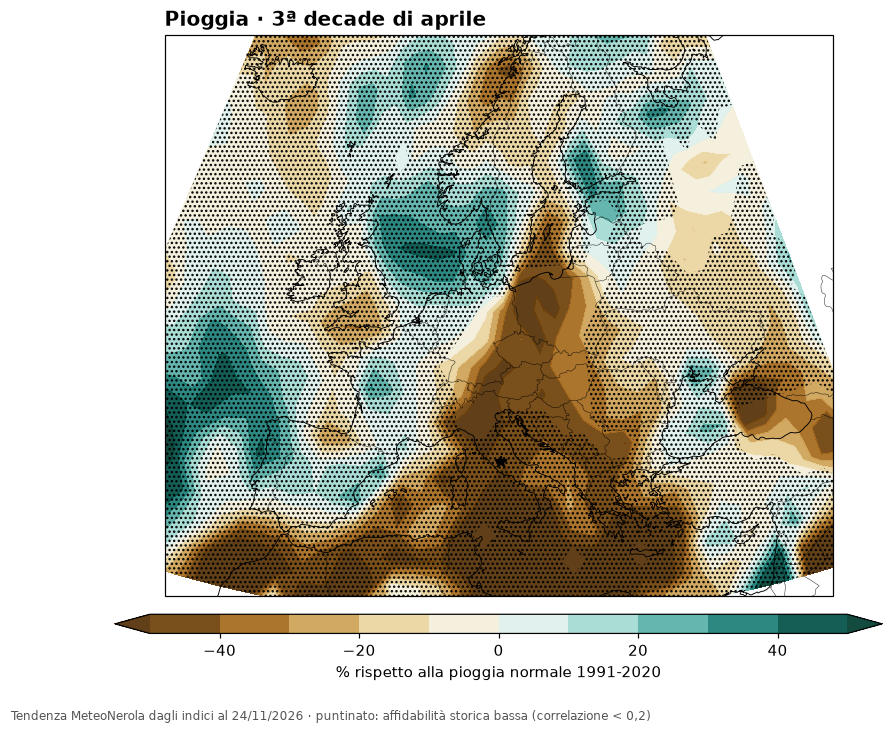 Pioggia · 3ª decade di aprile
−40 −20 0 20 40
% rispetto alla pioggia normale 1991-2020
Tendenza MeteoNerola dagli indici al 24/11/2026 · puntinato: affidabilità storica bassa (correlazione < 0,2)